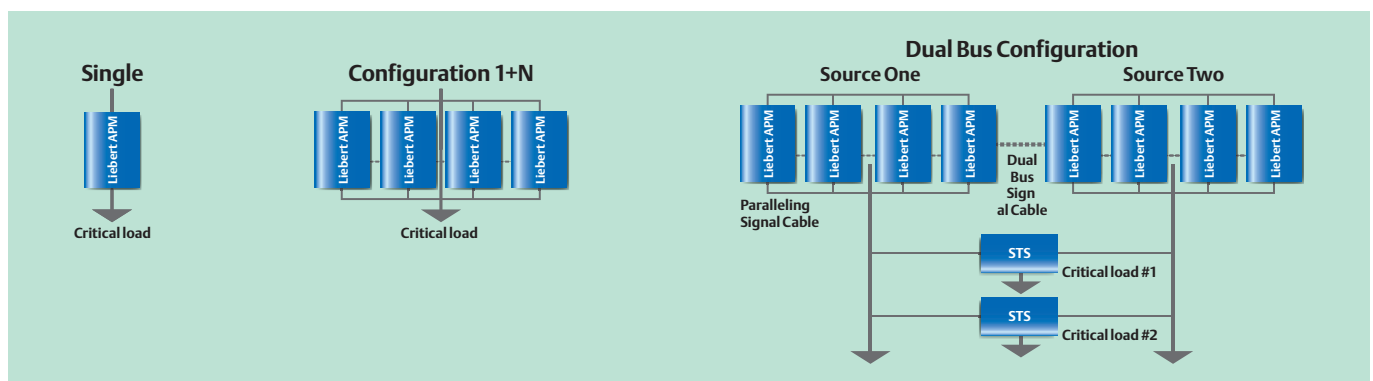 Single
Liebert APM
Critical load
Configuration 1+N
Liebert APM
Liebert APM
Liebert APM
Liebert APM
Critical load
Dual Bus Configuration
Source One
Source Two
Liebert APM
Liebert APM
Liebert APM
Liebert APM
Liebert APM
Liebert APM
Liebert APM
Liebert APM
Dual
Bus
Sign
al Cable
Paralleling
Signal Cable
STS
Critical load #1
STS
Critical load #2